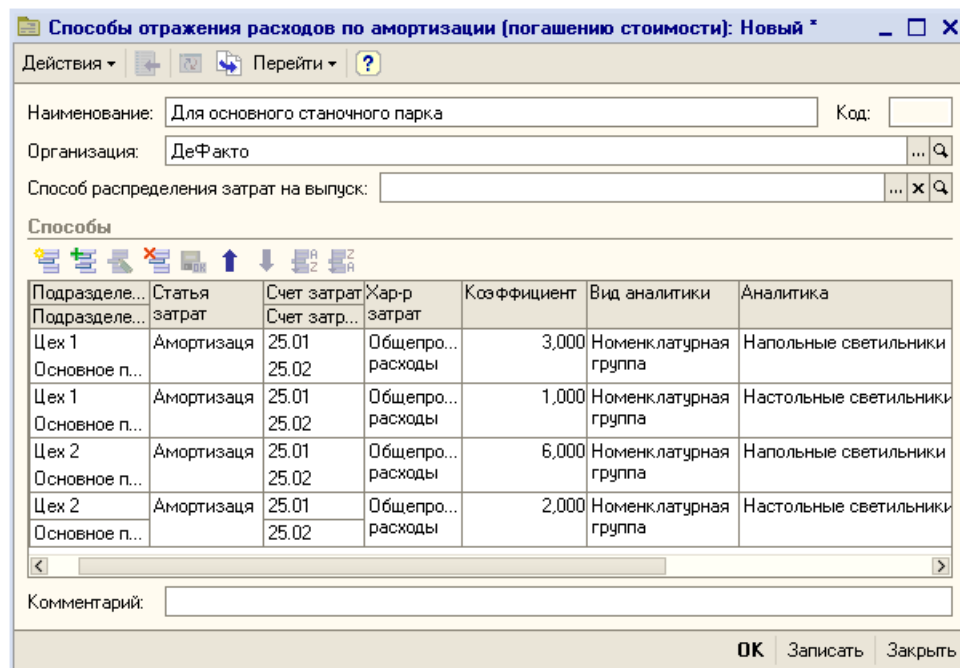 Способы отражения расходов по амортизации (погашению стоимости): Новый *
Действия Перейти ?
Наименование: Для основного станочного парка Код:
Организация: ДеФакто ...
Способ распределения затрат на выпуск: ... x
Способы
Подразделе... Статья затрат Счет затрат Хар-р затрат Коэффициент Вид аналитики Аналитика
Подразделе... Счет затр...
Цех 1 Амортизаця 25.01 Общепро... 3,000 Номенклатурная Напольные светильники
Основное п... 25.02 расходы группа
Цех 1 Амортизаця 25.01 Общепро... 1,000 Номенклатурная Настольные светильники
Основное п... 25.02 расходы группа
Цех 2 Амортизаця 25.01 Общепро... 6,000 Номенклатурная Напольные светильники
Основное п... 25.02 расходы группа
Цех 2 Амортизаця 25.01 Общепро... 2,000 Номенклатурная Настольные светильники
Основное п... 25.02 расходы группа
Комментарий:
OK Записать Закрыть